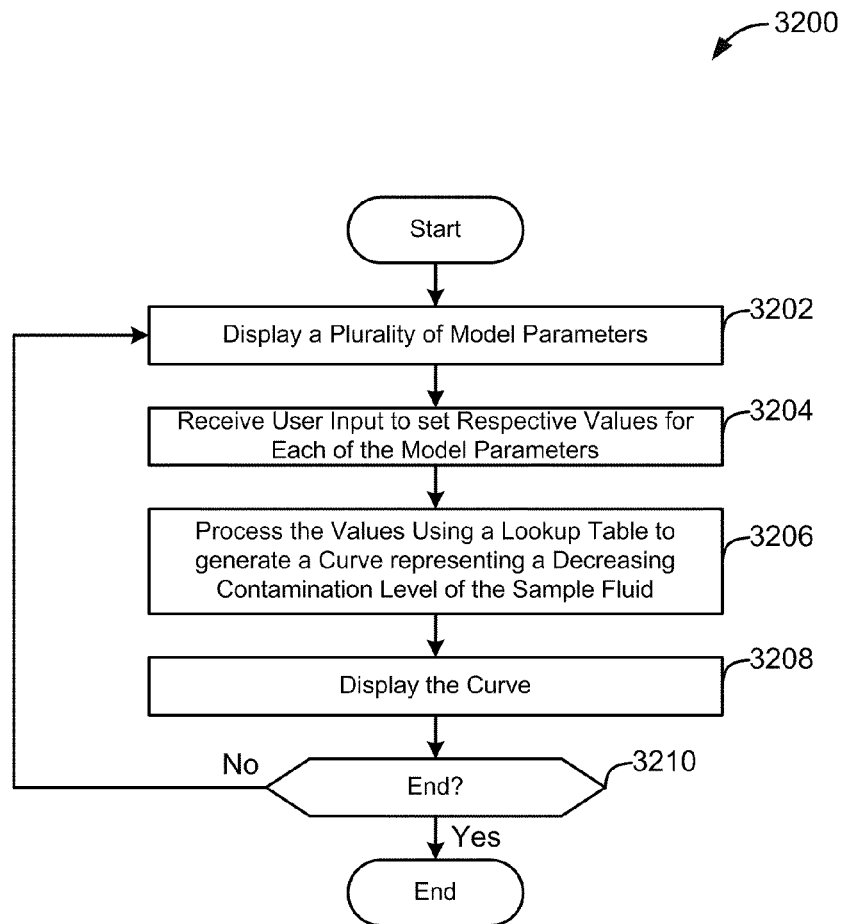 3200
Start
Display a Plurality of Model Parameters
3202
Receive User Input to set Respective Values for
Each of the Model Parameters
3204
Process the Values Using a Lookup Table to
generate a Curve representing a Decreasing
Contamination Level of the Sample Fluid
3206
Display the Curve
3208
No
End?
3210
Yes
End